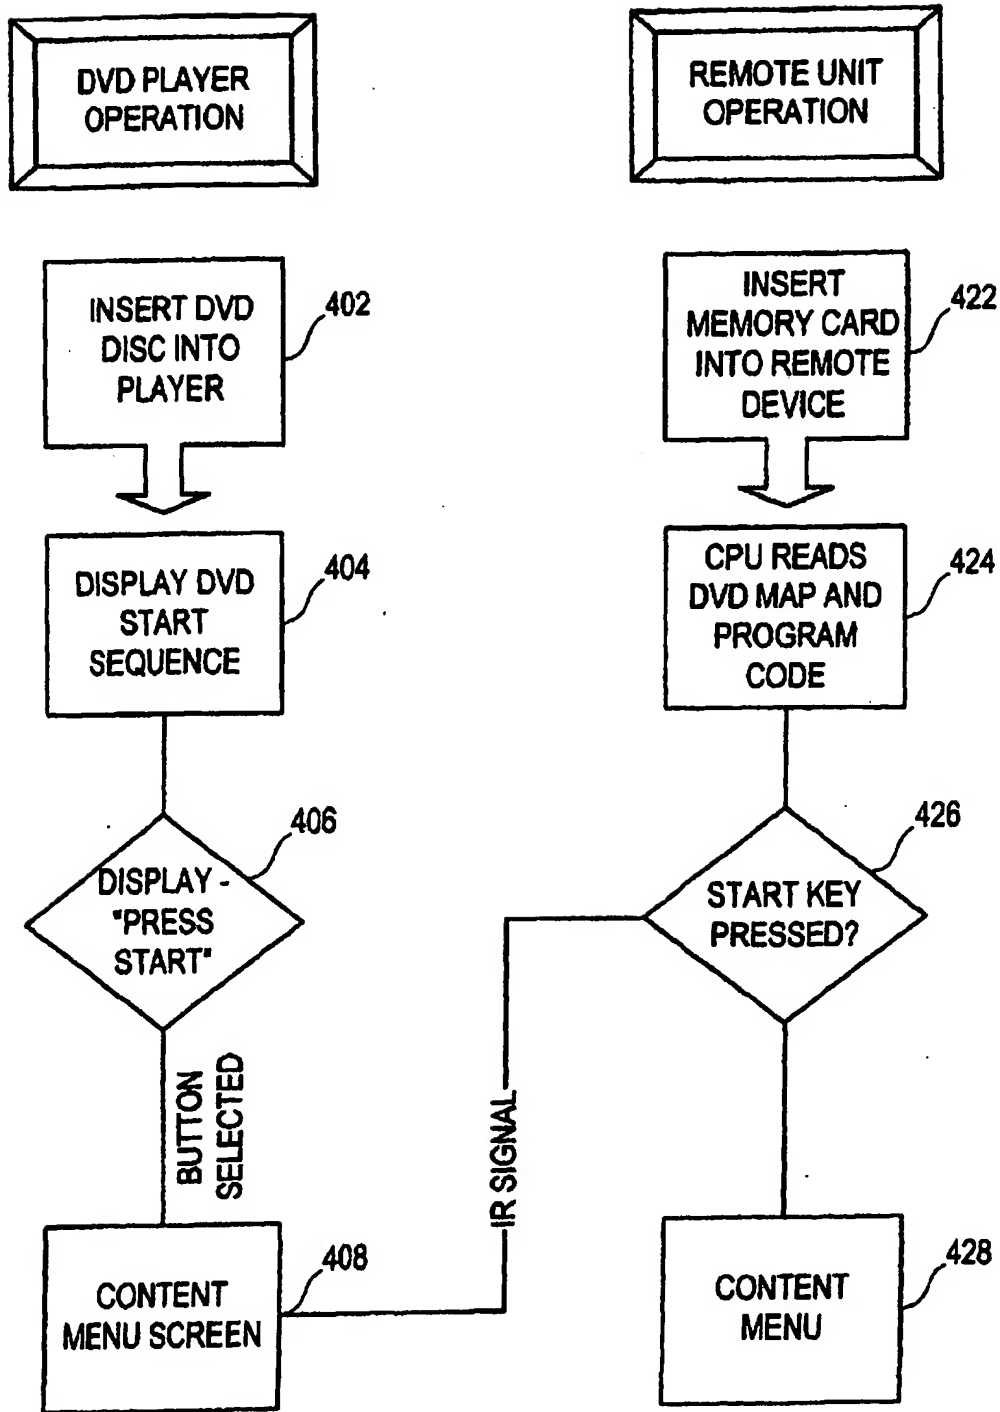 DVD PLAYER
OPERATION
INSERT DVD
DISC INTO
PLAYER
402
DISPLAY DVD
START
SEQUENCE
404
DISPLAY -
"PRESS
START"
406
BUTTON
SELECTED
CONTENT
MENU SCREEN
408
IR SIGNAL
REMOTE UNIT
OPERATION
INSERT
MEMORY CARD
INTO REMOTE
DEVICE
422
CPU READS
DVD MAP AND
PROGRAM
CODE
424
START KEY
PRESSED?
426
CONTENT
MENU
428